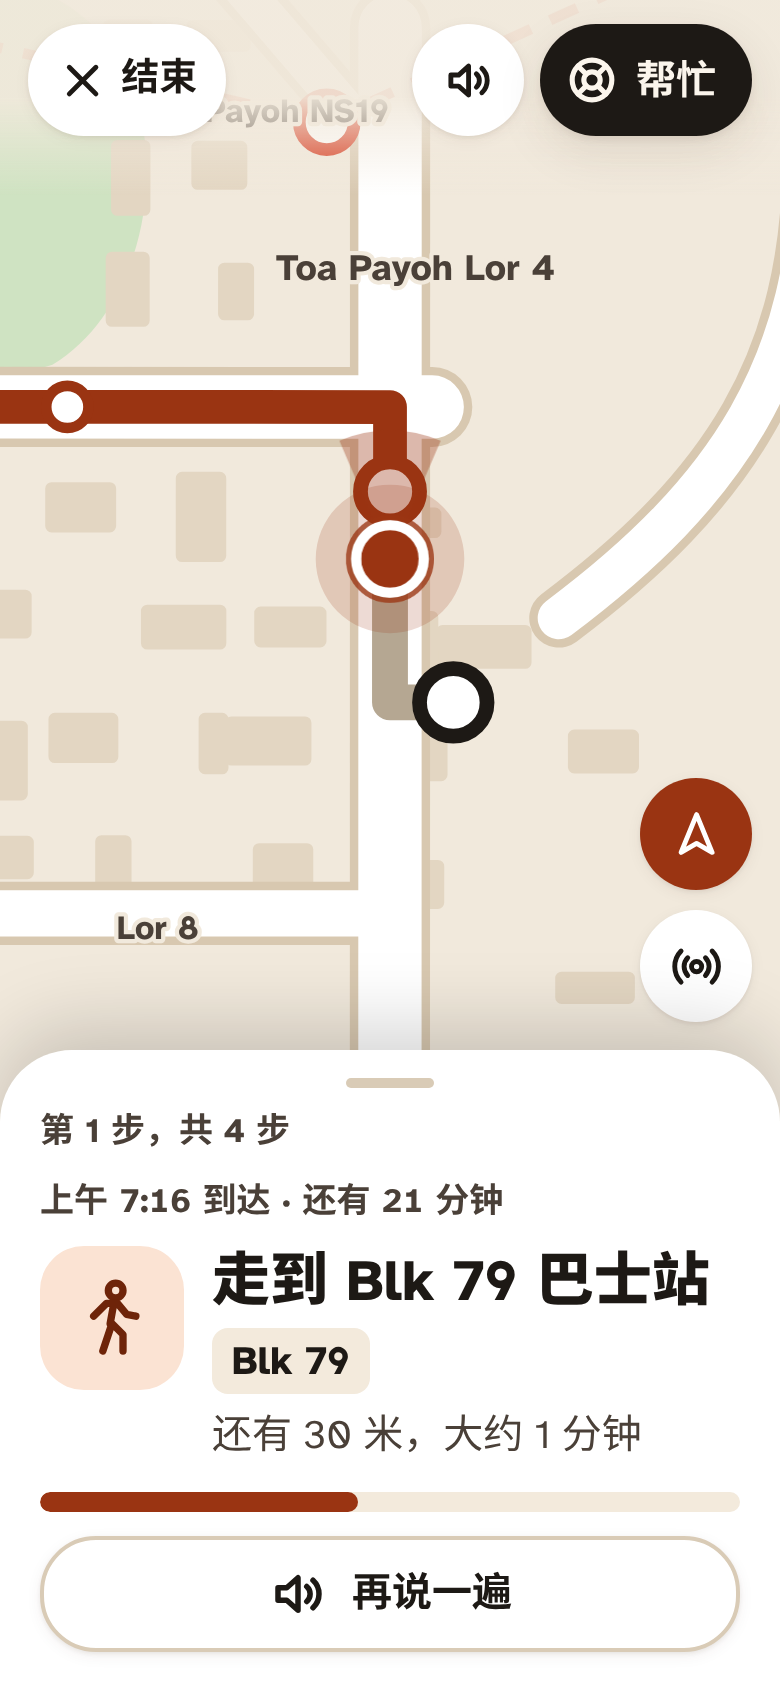 结束
帮忙
Payoh NS19
Toa Payoh Lor 4
Lor 8
第 1 步，共 4 步
上午 7:16 到达 · 还有 21 分钟
走到 Blk 79 巴士站
Blk 79
还有 30 米，大约 1 分钟
再说一遍